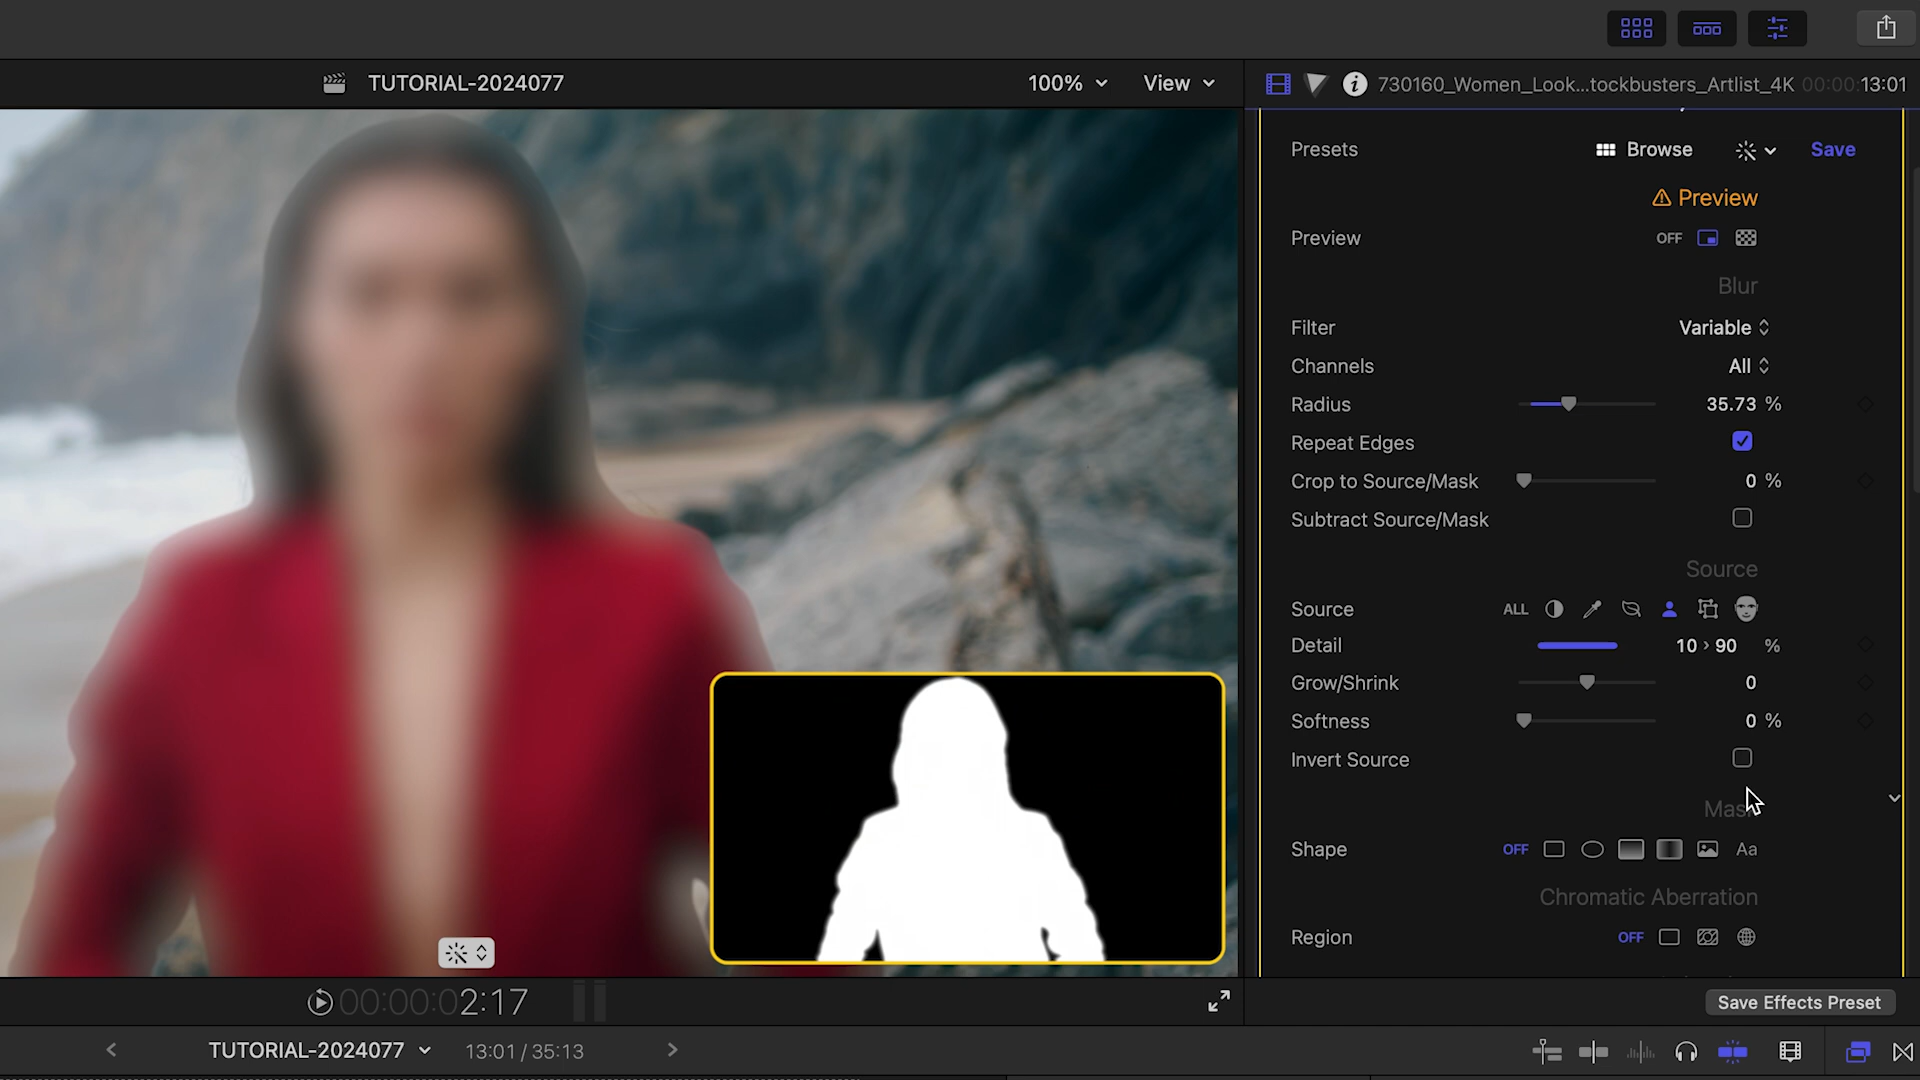 TUTORIAL-2024077
100%
View
730160_Women_Look...tockbusters_Artlist_4K
00:00:13:01
Presets
Browse
Save
Preview
Preview
OFF
Blur
Filter
Variable
Channels
All
Radius
35.73 %
Repeat Edges
Crop to Source/Mask
0 %
Subtract Source/Mask
Source
Source
ALL
Detail
10 › 90 %
Grow/Shrink
0
Softness
0 %
Invert Source
Shape
OFF
Aa
Chromatic Aberration
Region
OFF
00:00:02:17
Save Effects Preset
TUTORIAL-2024077
13:01 / 35:13